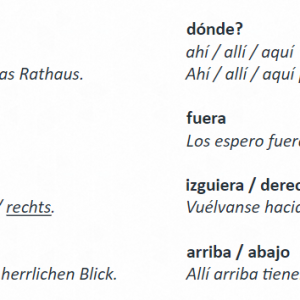 dónde?
ahí / allí / aquí
as Rathaus. Ahí / allí / aquí
fuera
Los espero fuer
/ rechts. izguiera / derec
Vuélvanse hacia
arriba / abajo
herrlichen Blick. Allí arriba tiene